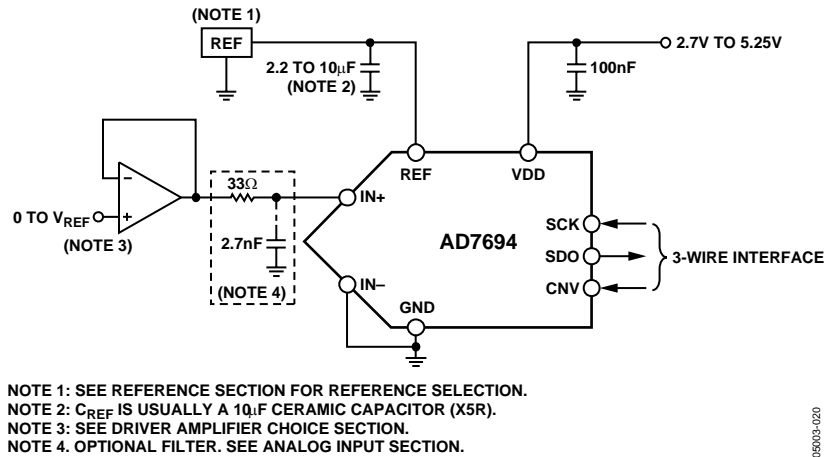 (NOTE 1)
REF
2.7V TO 5.25V
2.2 TO 10μF
(NOTE 2)
100nF
REF
VDD
33Ω
IN+
–
+
0 TO VREF
(NOTE 3)
2.7nF
(NOTE 4)
AD7694
SCK
SDO
CNV
3-WIRE INTERFACE
IN–
GND
NOTE 1: SEE REFERENCE SECTION FOR REFERENCE SELECTION.
NOTE 2: CREF IS USUALLY A 10μF CERAMIC CAPACITOR (X5R).
NOTE 3: SEE DRIVER AMPLIFIER CHOICE SECTION.
NOTE 4. OPTIONAL FILTER. SEE ANALOG INPUT SECTION.
05003-020